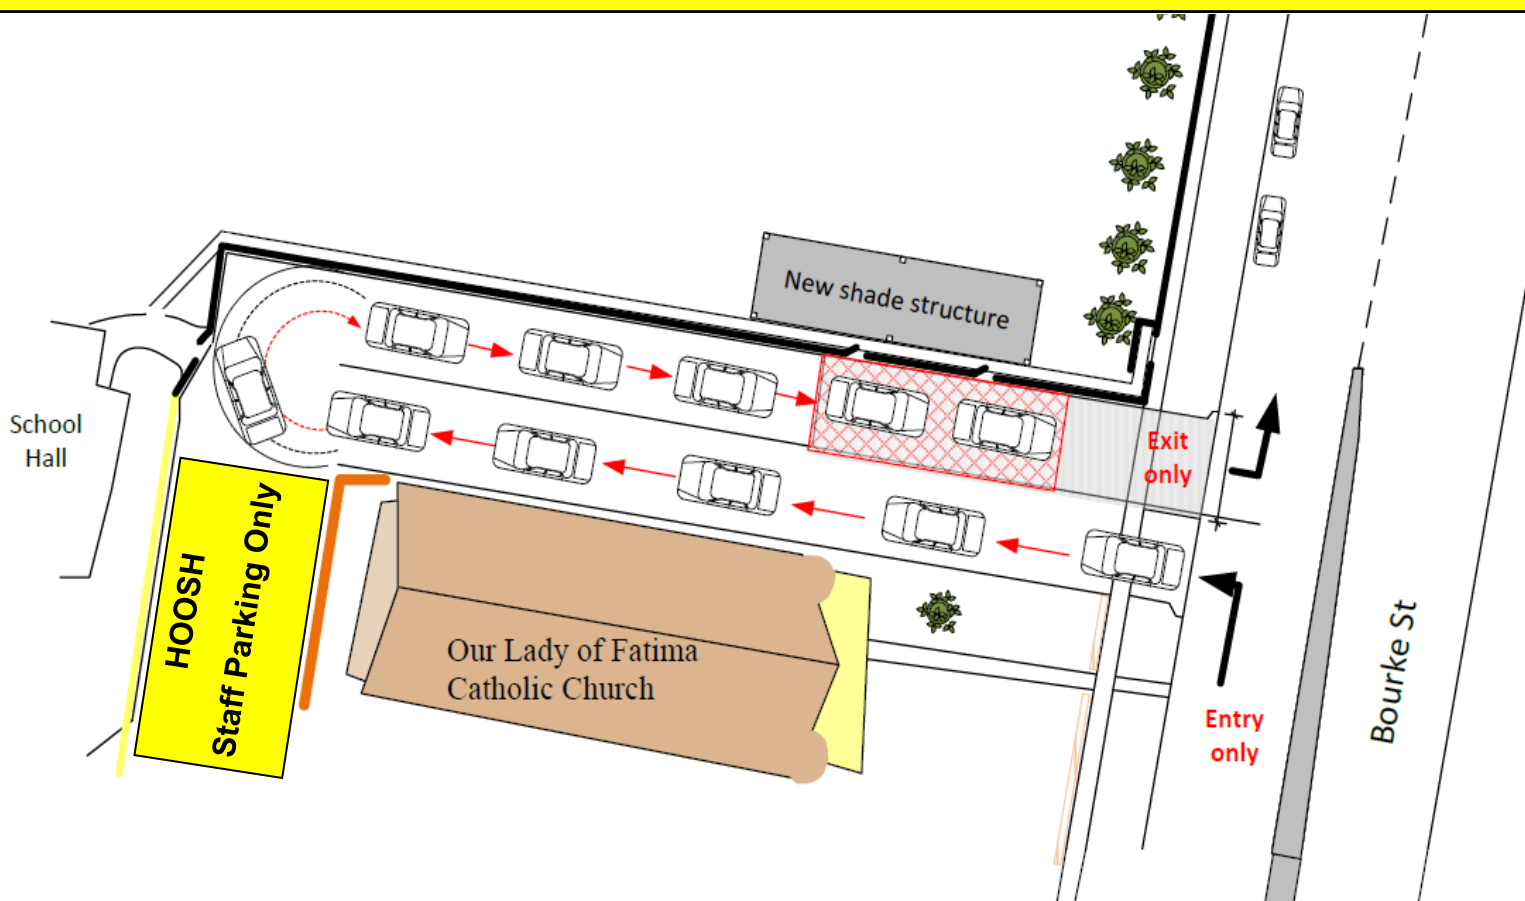 New shade structure
School
Hall
Exit
only
HOOSH
Staff Parking Only
Our Lady of Fatima
Catholic Church
Entry
only
Bourke St